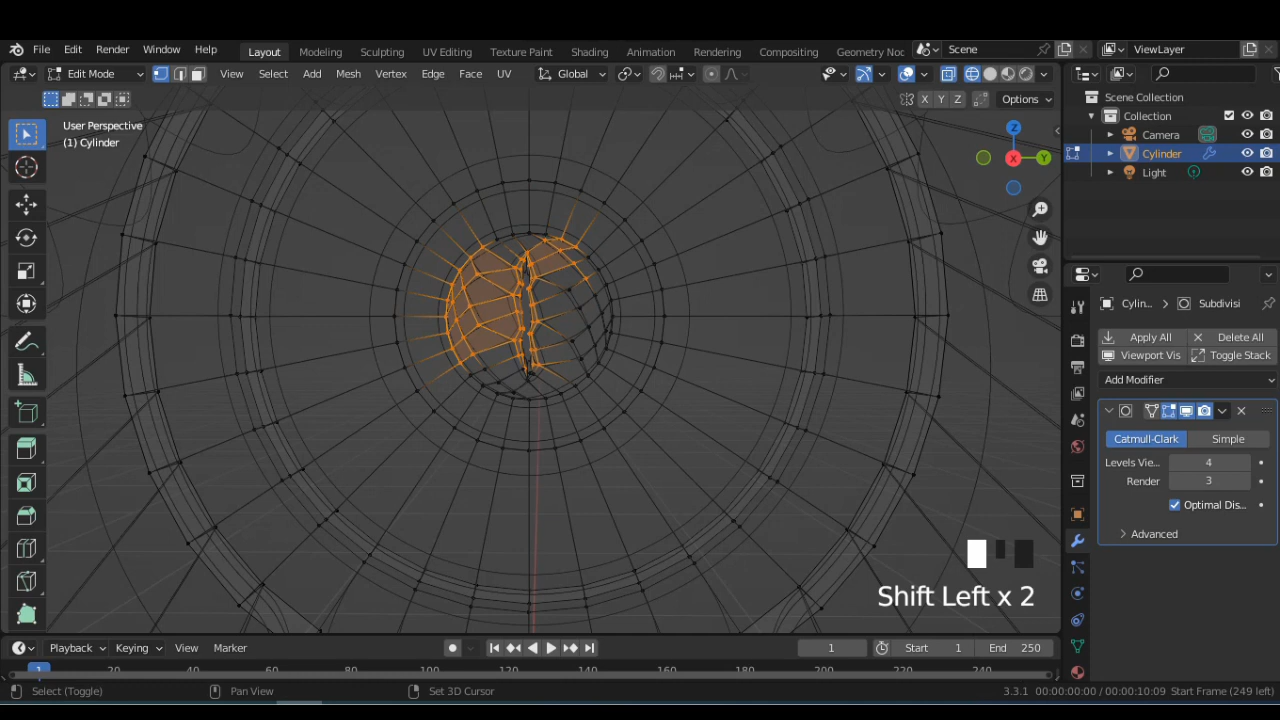 File Edit Render Window Help Layout Modeling Sculpting UV Editing Texture Paint Shading Animation Rendering Compositing Geometry Noc Scene ViewLayer
Edit Mode View Select Add Mesh Vertex Edge Face UV Global
X Y Z Options
User Perspective
(1) Cylinder
Z
X Y
Scene Collection
Collection
Camera
Cylinder
Light
Cylin... Subdivisi
Apply All Delete All
Viewport Vis Toggle Stack
Add Modifier
Catmull-Clark Simple
Levels Vie... 4
Render 3
Optimal Dis...
Advanced
Shift Left x 2
Playback Keying View Marker 1 Start 1 End 250
1 20 40 60 80 100 120 140 160 180 200 220 240
Select (Toggle) Pan View Set 3D Cursor 3.3.1 00:00:00:00 / 00:00:10:09 Start Frame (249 left)